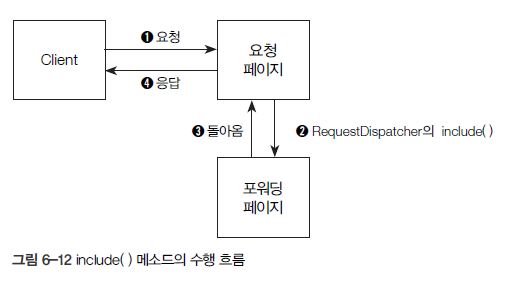 Client
❶ 요청
❹ 응답
요청
페이지
❸ 돌아옴
❷ RequestDispatcher의 include( )
포워딩
페이지
그림 6-12 include( ) 메소드의 수행 흐름